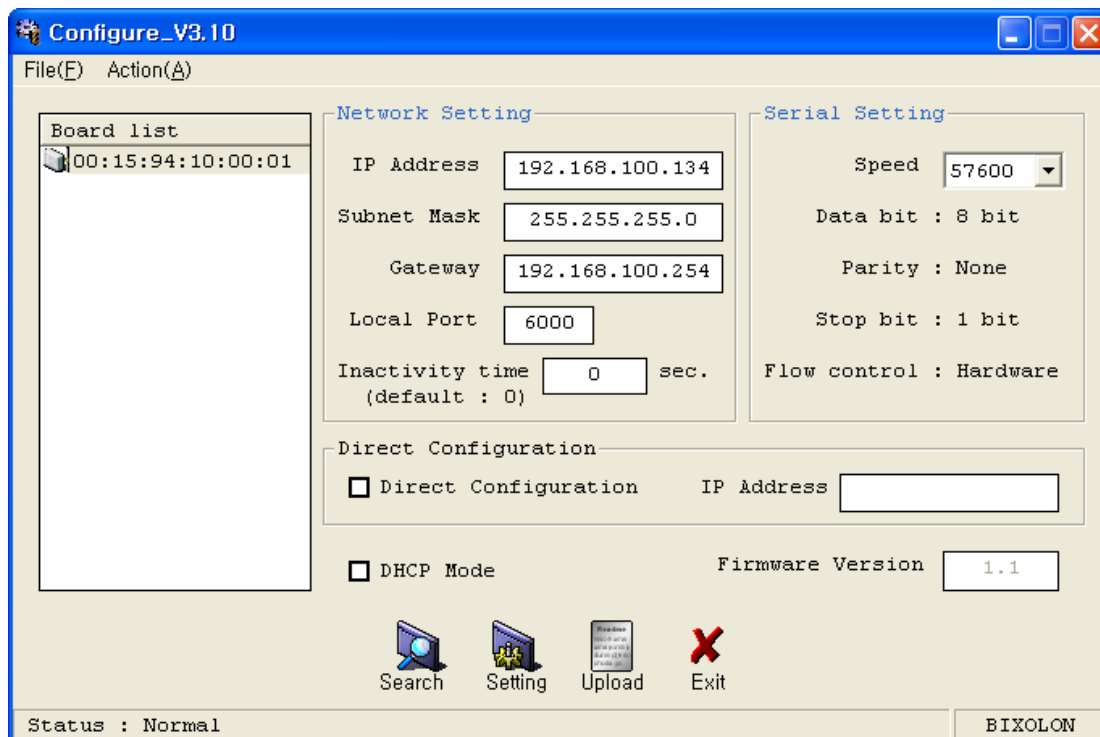 Configure_V3.10
File(F) Action(A)
Board list
00:15:94:10:00:01
Network Setting
IP Address 192.168.100.134
Subnet Mask 255.255.255.0
Gateway 192.168.100.254
Local Port 6000
Inactivity time 0 sec.
(default : 0)
Serial Setting
Speed 57600
Data bit : 8 bit
Parity : None
Stop bit : 1 bit
Flow control : Hardware
Direct Configuration
Direct Configuration IP Address
DHCP Mode
Firmware Version 1.1
Readme
Search Setting Upload Exit
Status : Normal BIXOLON